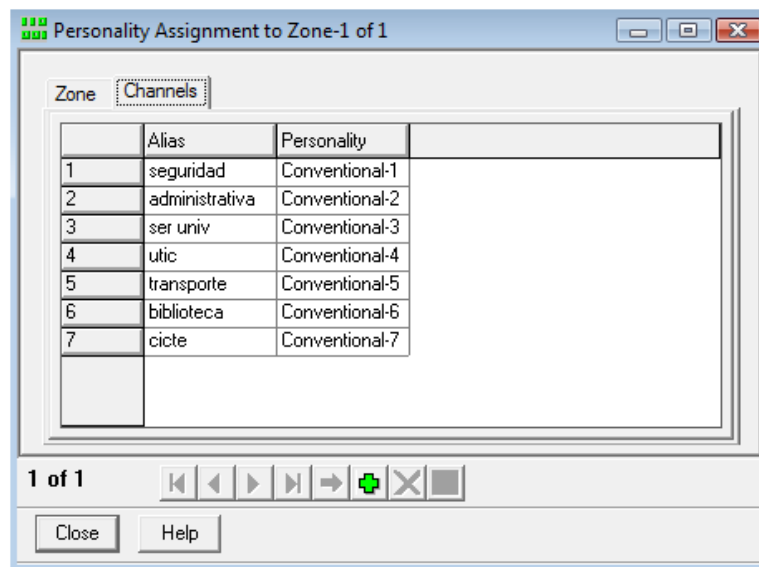 Personality Assignment to Zone-1 of 1
Zone Channels
Alias Personality
1 seguridad Conventional-1
2 administrativa Conventional-2
3 ser univ Conventional-3
4 utic Conventional-4
5 transporte Conventional-5
6 biblioteca Conventional-6
7 cicte Conventional-7
1 of 1
Close Help